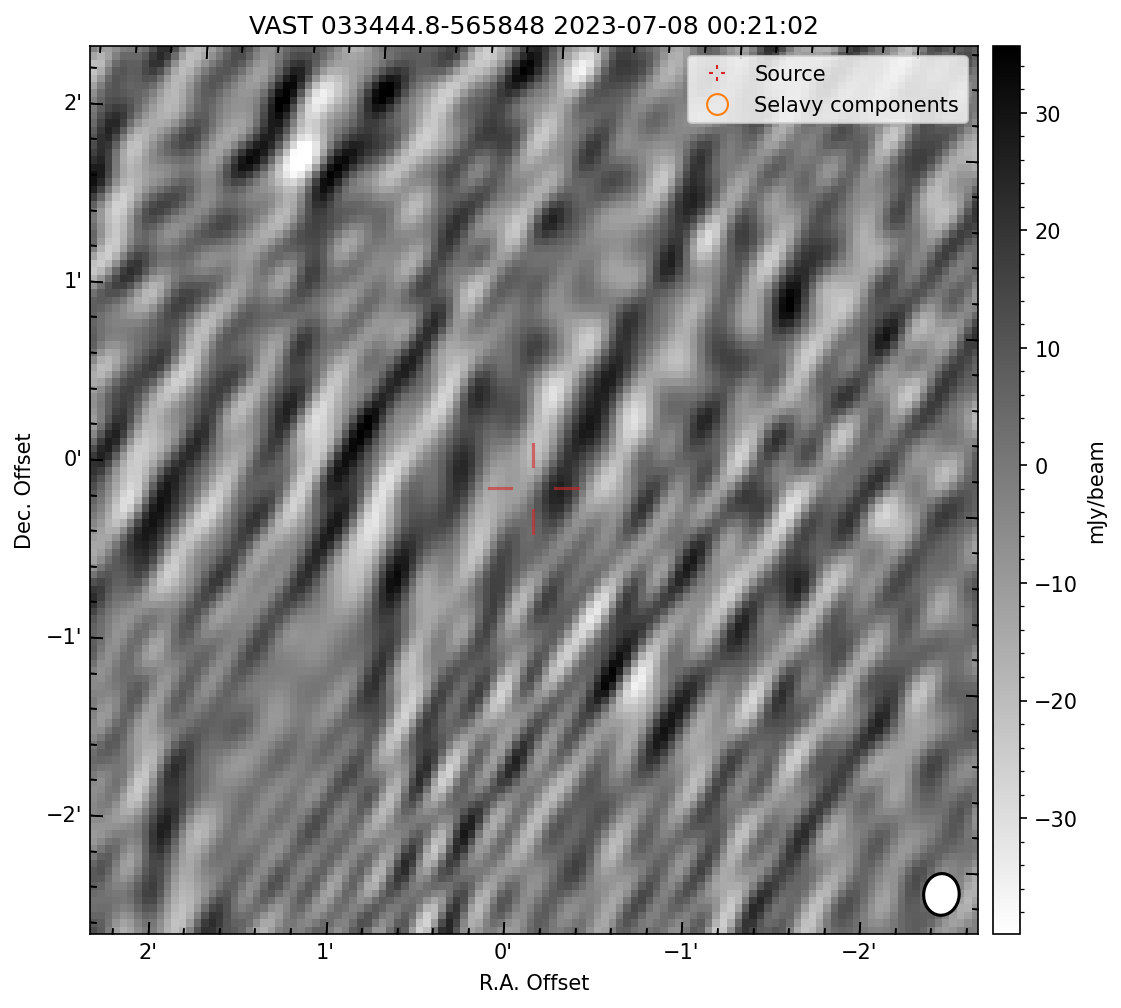 VAST 033444.8-565848 2023-07-08 00:21:02
Source
Selavy components
2'
1'
0'
−1'
−2'
Dec. Offset
2'
1'
0'
−1'
−2'
R.A. Offset
30
20
10
0
−10
−20
−30
mJy/beam